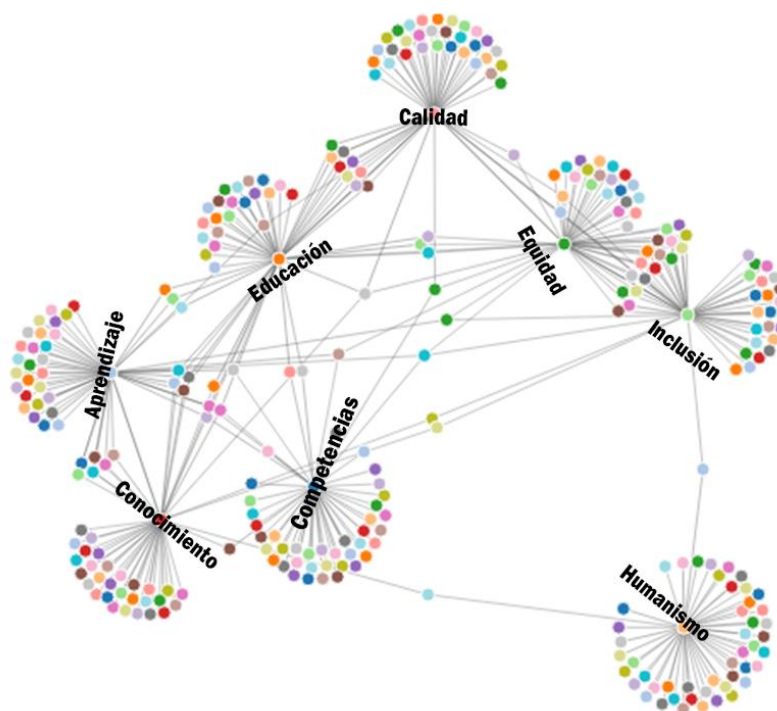 Calidad
Educación
Equidad
Inclusión
Aprendizaje
Competencias
Conocimiento
Humanismo